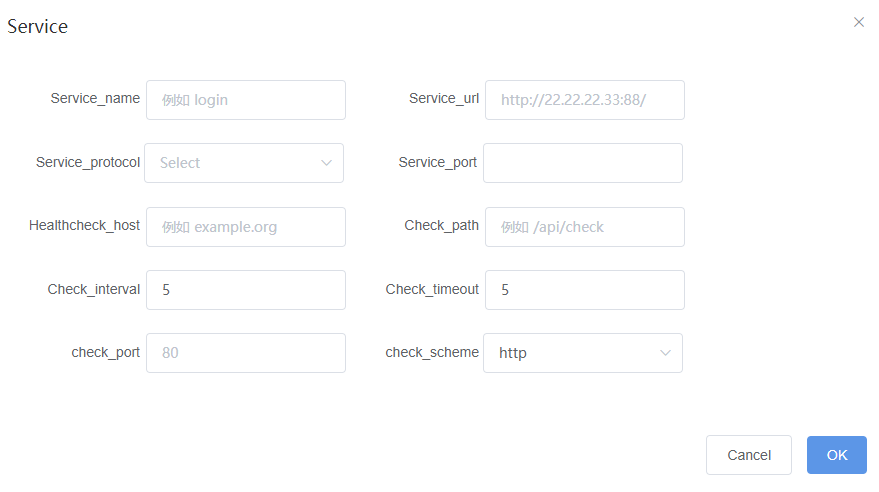 Service
Service_name 例如 login Service_url http://22.22.22.33:88/
Service_protocol Select Service_port
Healthcheck_host 例如 example.org Check_path 例如 /api/check
Check_interval 5 Check_timeout 5
check_port 80 check_scheme http
Cancel OK